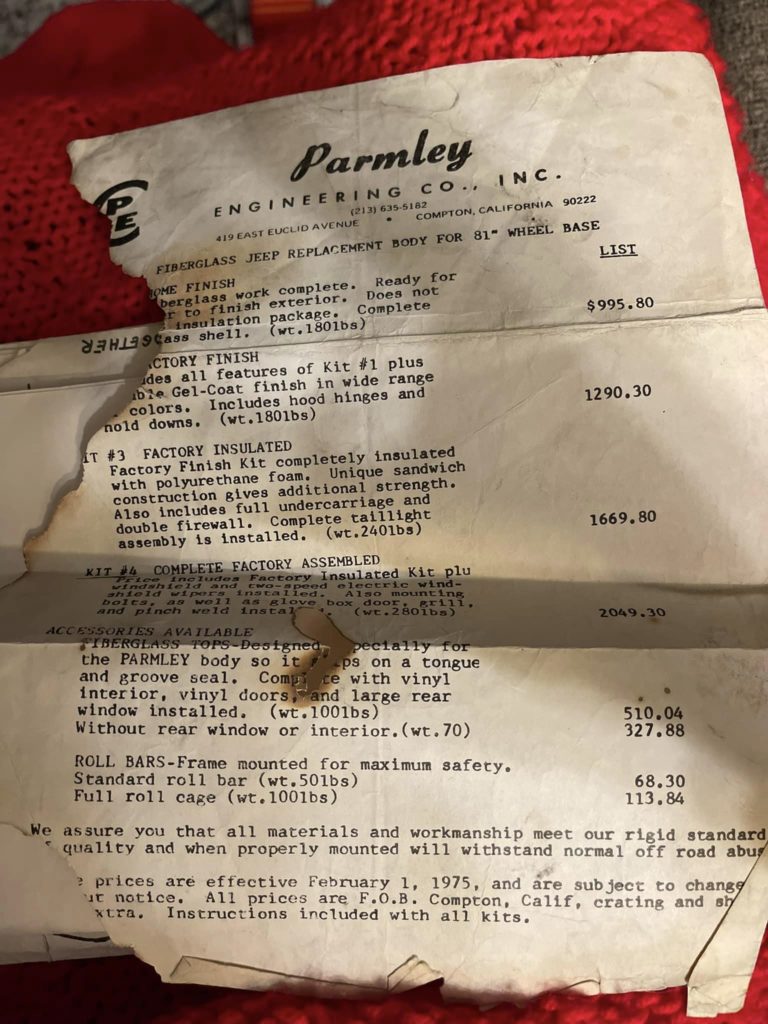 PE
Parmley
ENGINEERING CO., INC.
(213) 635-5182
419 EAST EUCLID AVENUE • COMPTON, CALIFORNIA 90222
FIBERGLASS JEEP REPLACEMENT BODY FOR 81" WHEEL BASE
LIST
OME FINISH
berglass work complete. Ready for
r to finish exterior. Does not
insulation package. Complete
ass shell. (wt.180lbs)
$995.80
OGETHER
CTORY FINISH
des all features of Kit #1 plus
ble Gel-Coat finish in wide range
colors. Includes hood hinges and
hold downs. (wt.180lbs)
1290.30
IT #3 FACTORY INSULATED
Factory Finish Kit completely insulated
with polyurethane foam. Unique sandwich
construction gives additional strength.
Also includes full undercarriage and
double firewall. Complete taillight
assembly is installed. (wt.240lbs)
1669.80
KIT #4 COMPLETE FACTORY ASSEMBLED
Price includes Factory Insulated Kit plu
windshield and two-speed electric wind-
shield wipers installed. Also mounting
bolts, as well as glove box door, grill,
and pinch weld instal . (wt.280lbs)
2049.30
ACCESSORIES AVAILABLE
FIBERGLASS TOPS-Designed pecially for
the PARMLEY body so it ps on a tongue
and groove seal. Comp te with vinyl
interior, vinyl doors, and large rear
window installed. (wt.100lbs)
510.04
Without rear window or interior.(wt.70)
327.88
ROLL BARS-Frame mounted for maximum safety.
Standard roll bar (wt.50lbs)
68.30
Full roll cage (wt.100lbs)
113.84
We assure you that all materials and workmanship meet our rigid standard
f quality and when properly mounted will withstand normal off road abus
e prices are effective February 1, 1975, and are subject to change
ut notice. All prices are F.O.B. Compton, Calif, crating and sh
xtra. Instructions included with all kits.